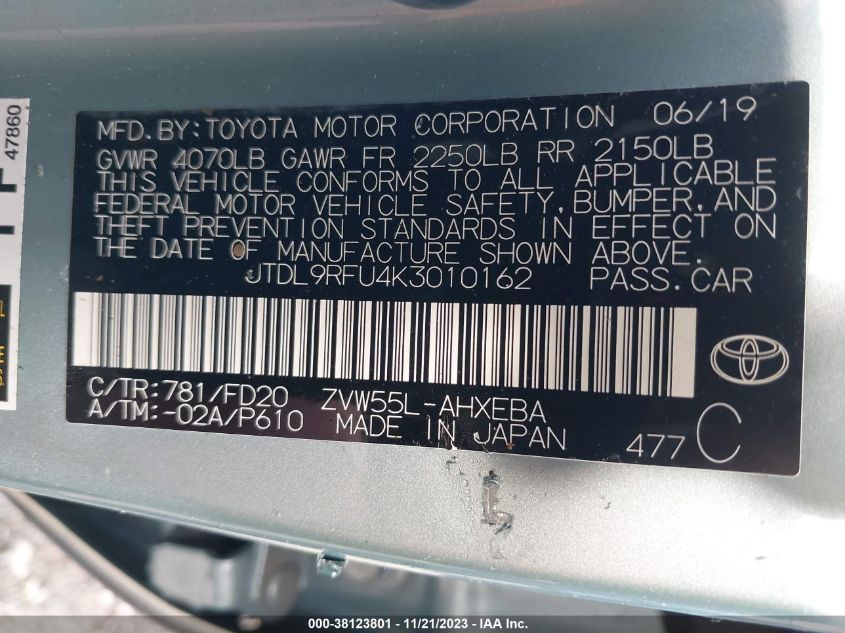 47860
MFD. BY: TOYOTA MOTOR CORPORATION 06/19
GVWR 4070LB GAWR FR 2250LB RR 2150LB
THIS VEHICLE CONFORMS TO ALL APPLICABLE
FEDERAL MOTOR VEHICLE SAFETY, BUMPER, AND
THEFT PREVENTION STANDARDS IN EFFECT ON
THE DATE OF MANUFACTURE SHOWN ABOVE.
JTDL9RFU4K3010162 PASS.CAR
C/TR: 781/FD20 ZVW55L-AHXEBA
A/TM: -02A/P610 MADE IN JAPAN 477 C
000-38123801 - 11/21/2023 - IAAI.COM